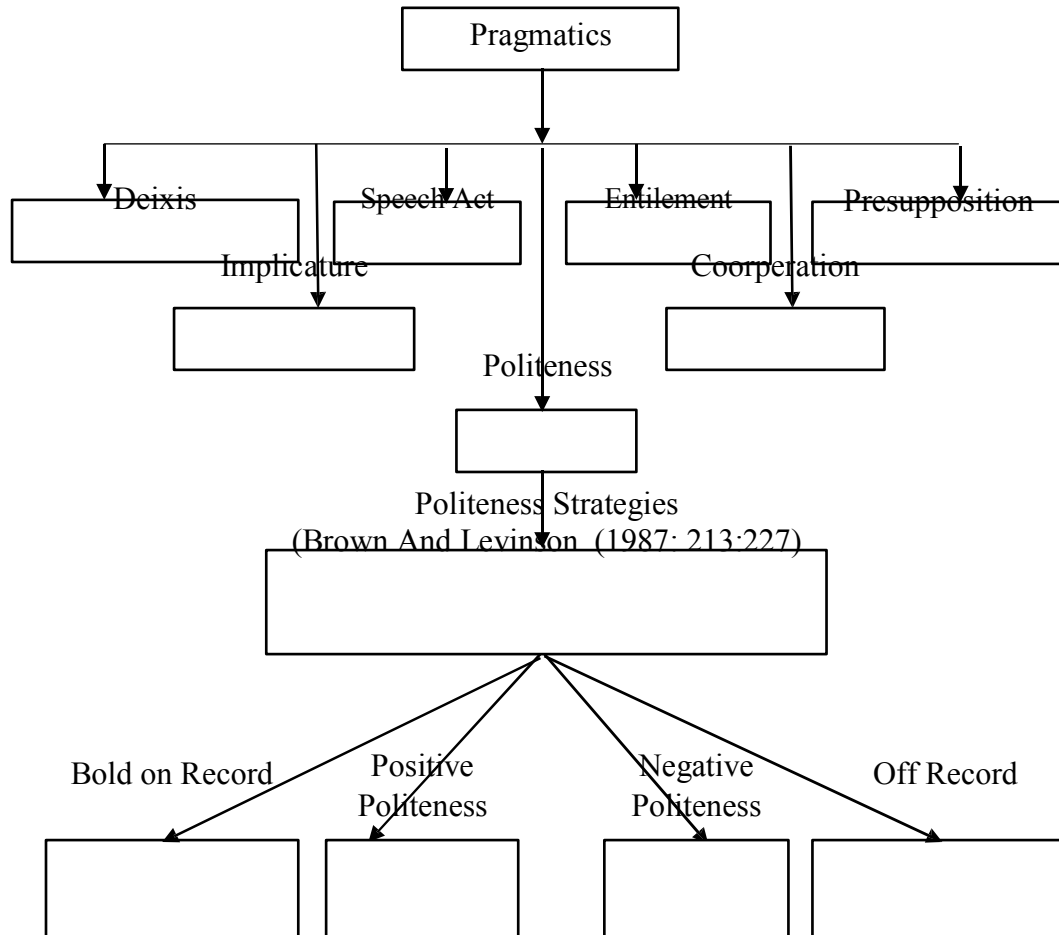 Pragmatics
Deixis
Speech Act
Entilement
Presupposition
Implicature
Coorperation
Politeness
Politeness Strategies
(Brown And Levinson (1987: 213:227)
Bold on Record
Positive
Politeness
Negative
Politeness
Off Record